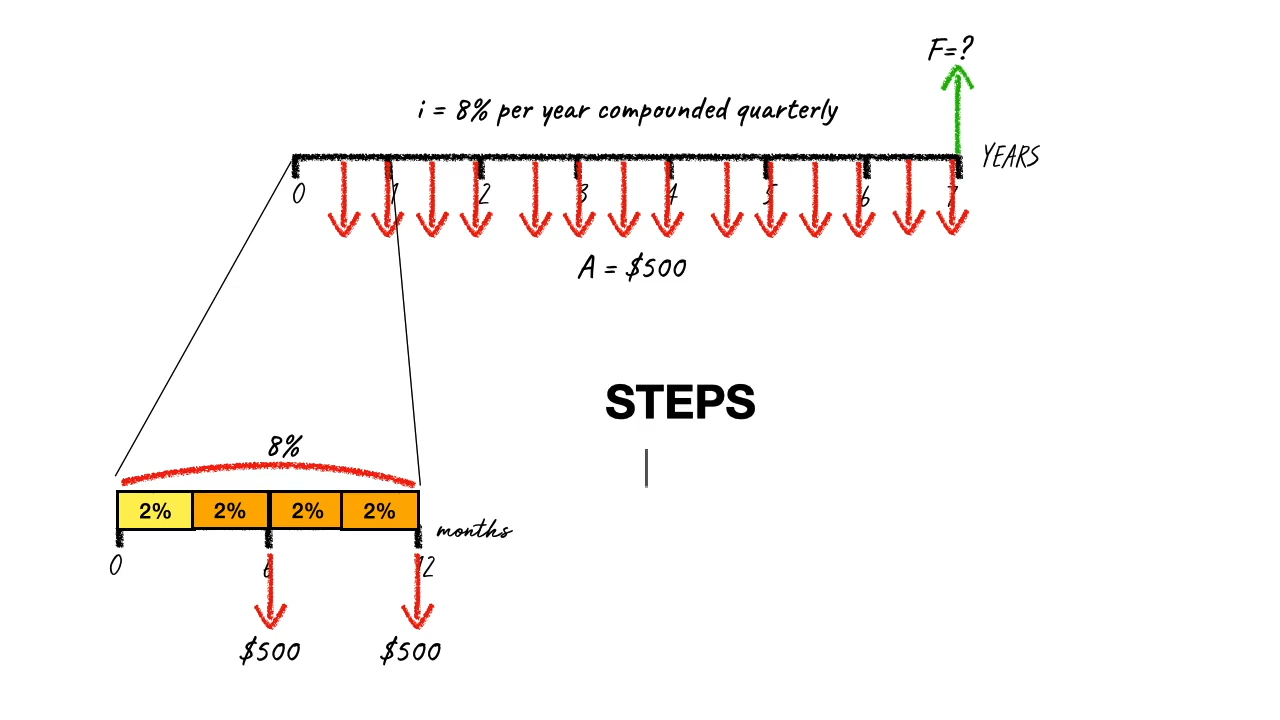 F=?
i = 8% per year compounded quarterly
YEARS
0 1 2 3 4 5 6 7
A = $500
STEPS
8%
2% 2% 2% 2%
months
0 6 12
$500 $500